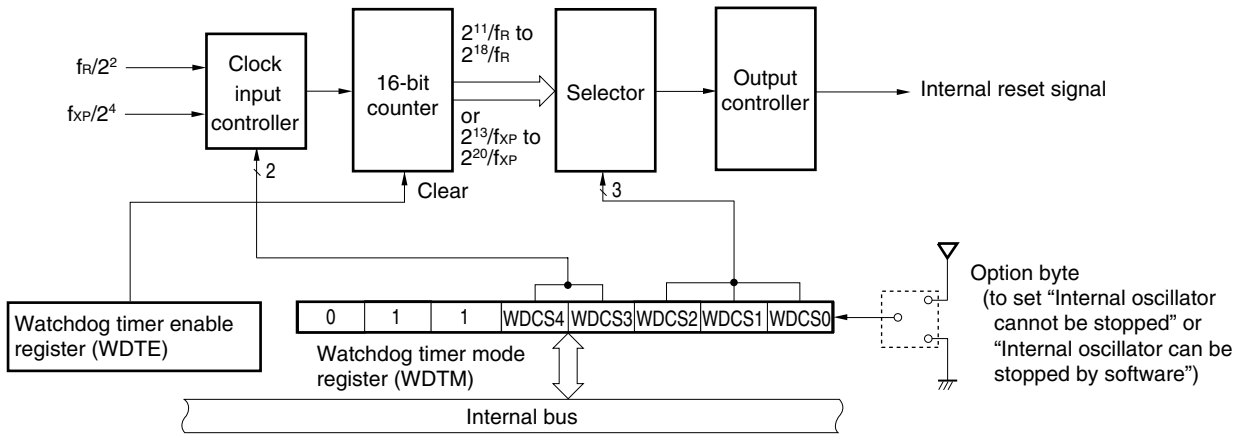 fR/2²
fXP/2⁴
Clock
input
controller
2
16-bit
counter
Clear
2¹¹/fR to
2¹⁸/fR
or
2¹³/fXP to
2²⁰/fXP
Selector
3
Output
controller
Internal reset signal
Watchdog timer enable
register (WDTE)
0 1 1 WDCS4 WDCS3 WDCS2 WDCS1 WDCS0
Watchdog timer mode
register (WDTM)
Option byte
(to set “Internal oscillator
cannot be stopped” or
“Internal oscillator can be
stopped by software”)
Internal bus